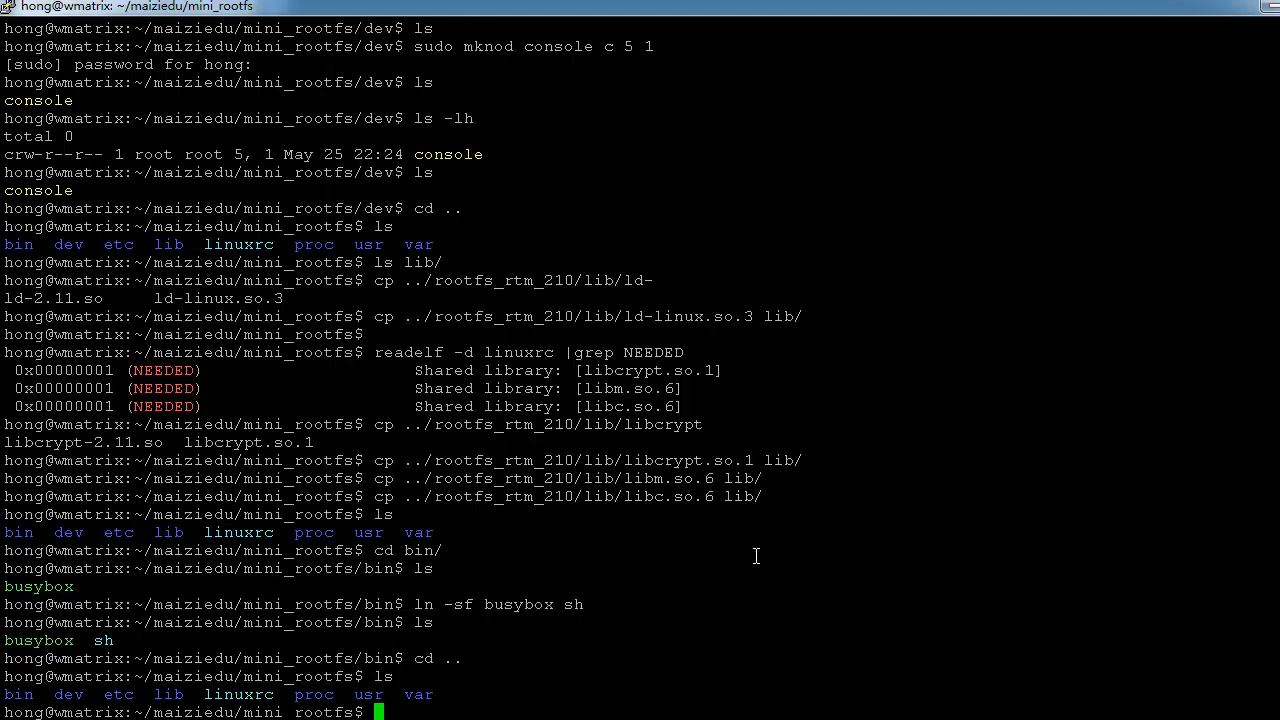 hong@wmatrix: ~/maiziedu/mini_rootfs
hong@wmatrix:~/maiziedu/mini_rootfs/dev$ ls
hong@wmatrix:~/maiziedu/mini_rootfs/dev$ sudo mknod console c 5 1
[sudo] password for hong:
hong@wmatrix:~/maiziedu/mini_rootfs/dev$ ls
console
hong@wmatrix:~/maiziedu/mini_rootfs/dev$ ls -lh
total 0
crw-r--r-- 1 root root 5, 1 May 25 22:24 console
hong@wmatrix:~/maiziedu/mini_rootfs/dev$ ls
console
hong@wmatrix:~/maiziedu/mini_rootfs/dev$ cd ..
hong@wmatrix:~/maiziedu/mini_rootfs$ ls
bin  dev  etc  lib  linuxrc  proc  usr  var
hong@wmatrix:~/maiziedu/mini_rootfs$ ls lib/
hong@wmatrix:~/maiziedu/mini_rootfs$ cp ../rootfs_rtm_210/lib/ld-
ld-2.11.so     ld-linux.so.3
hong@wmatrix:~/maiziedu/mini_rootfs$ cp ../rootfs_rtm_210/lib/ld-linux.so.3 lib/
hong@wmatrix:~/maiziedu/mini_rootfs$
hong@wmatrix:~/maiziedu/mini_rootfs$ readelf -d linuxrc |grep NEEDED
 0x00000001 (NEEDED)                     Shared library: [libcrypt.so.1]
 0x00000001 (NEEDED)                     Shared library: [libm.so.6]
 0x00000001 (NEEDED)                     Shared library: [libc.so.6]
hong@wmatrix:~/maiziedu/mini_rootfs$ cp ../rootfs_rtm_210/lib/libcrypt
libcrypt-2.11.so  libcrypt.so.1
hong@wmatrix:~/maiziedu/mini_rootfs$ cp ../rootfs_rtm_210/lib/libcrypt.so.1 lib/
hong@wmatrix:~/maiziedu/mini_rootfs$ cp ../rootfs_rtm_210/lib/libm.so.6 lib/
hong@wmatrix:~/maiziedu/mini_rootfs$ cp ../rootfs_rtm_210/lib/libc.so.6 lib/
hong@wmatrix:~/maiziedu/mini_rootfs$ ls
bin  dev  etc  lib  linuxrc  proc  usr  var
hong@wmatrix:~/maiziedu/mini_rootfs$ cd bin/
hong@wmatrix:~/maiziedu/mini_rootfs/bin$ ls
busybox
hong@wmatrix:~/maiziedu/mini_rootfs/bin$ ln -sf busybox sh
hong@wmatrix:~/maiziedu/mini_rootfs/bin$ ls
busybox  sh
hong@wmatrix:~/maiziedu/mini_rootfs/bin$ cd ..
hong@wmatrix:~/maiziedu/mini_rootfs$ ls
bin  dev  etc  lib  linuxrc  proc  usr  var
hong@wmatrix:~/maiziedu/mini_rootfs$